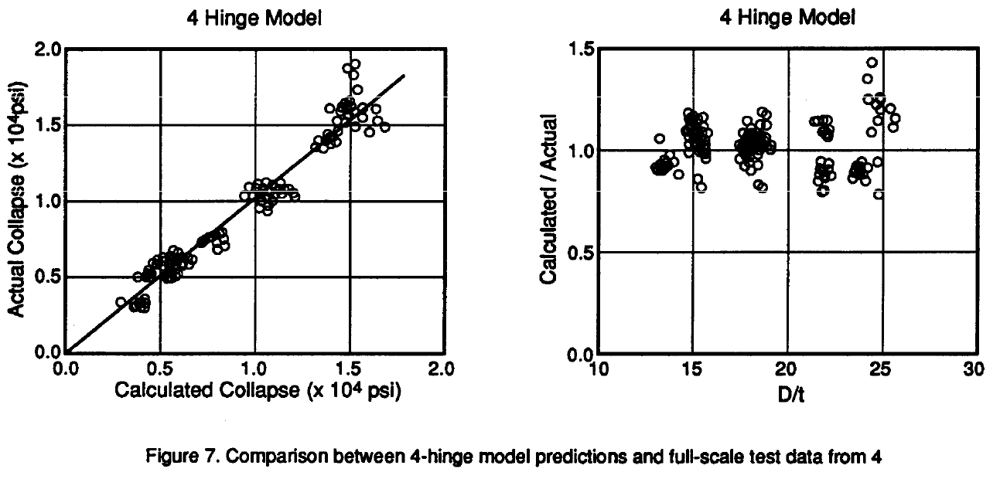 4 Hinge Model
2.0
1.5
1.0
0.5
0.0
0.0 0.5 1.0 1.5 2.0
Actual Collapse (x 10⁴psi)
Calculated Collapse (x 10⁴ psi)
4 Hinge Model
1.5
1.0
0.5
0.0
10 15 20 25 30
Calculated / Actual
D/t
Figure 7. Comparison between 4-hinge model predictions and full-scale test data from 4